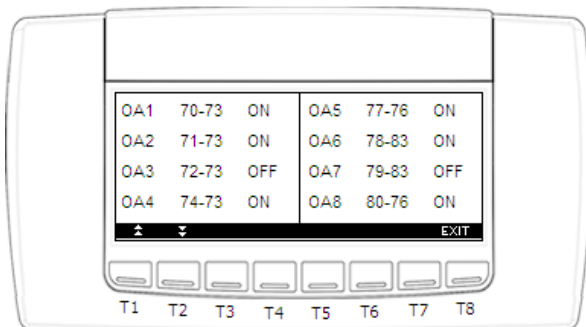 OA1 70-73 ON OA5 77-76 ON
OA2 71-73 ON OA6 78-83 ON
OA3 72-73 OFF OA7 79-83 OFF
OA4 74-73 ON OA8 80-76 ON
EXIT
T1 T2 T3 T4 T5 T6 T7 T8